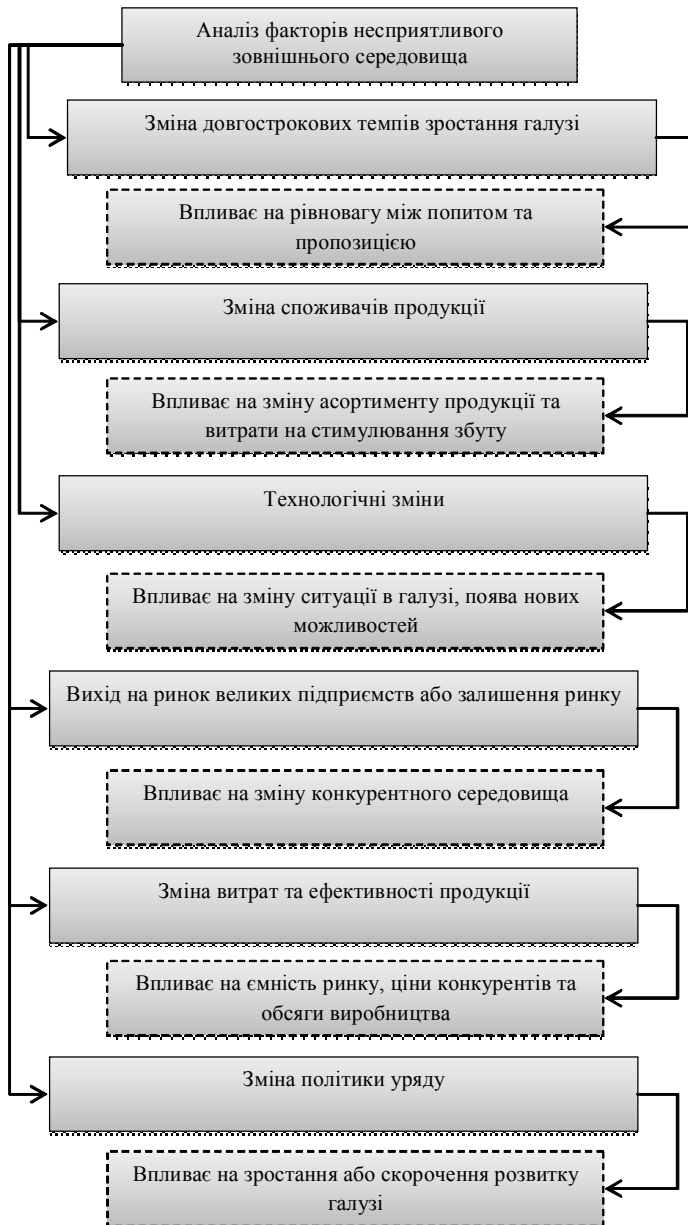 Аналіз факторів несприятливого
зовнішнього середовища
Зміна довгострокових темпів зростання галузі
Впливає на рівновагу між попитом та
пропозицією
Зміна споживачів продукції
Впливає на зміну асортименту продукції та
витрати на стимулювання збуту
Технологічні зміни
Впливає на зміну ситуації в галузі, поява нових
можливостей
Вихід на ринок великих підприємств або залишення ринку
Впливає на зміну конкурентного середовища
Зміна витрат та ефективності продукції
Впливає на ємність ринку, ціни конкурентів та
обсяги виробництва
Зміна політики уряду
Впливає на зростання або скорочення розвитку
галузі